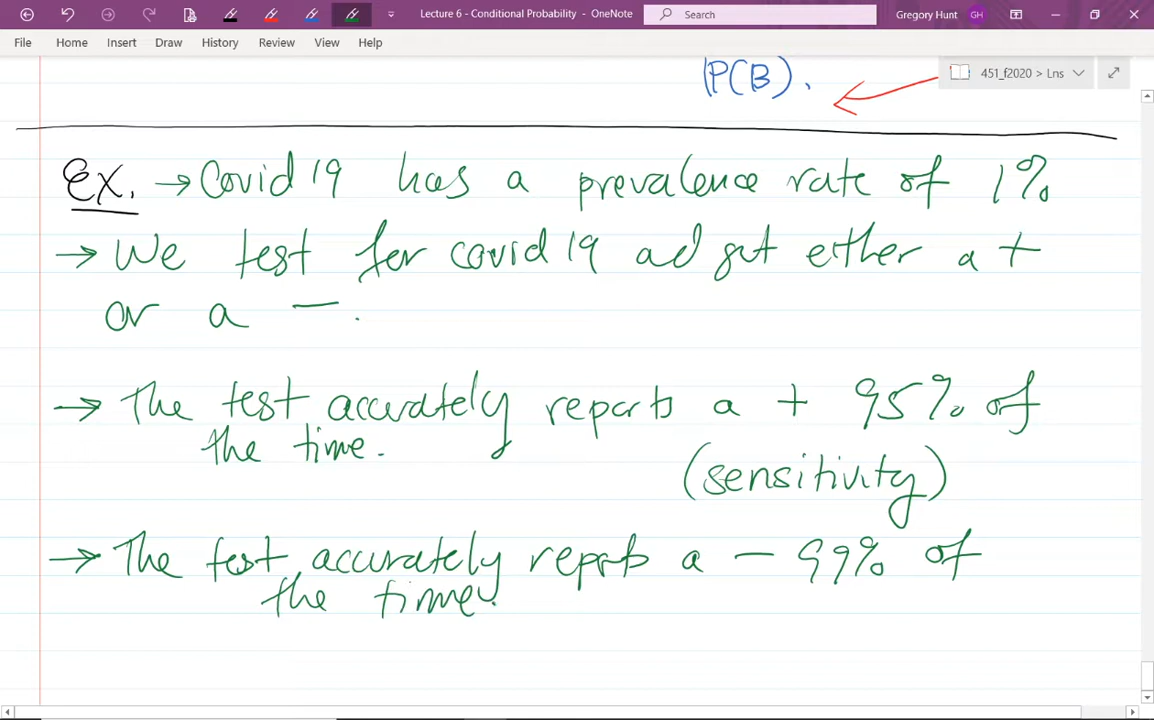 Lecture 6 - Conditional Probability - OneNote
Search
Gregory Hunt
GH
File Home Insert Draw History Review View Help
451_f2020 > Lns
P(B).
Ex. → Covid 19 has a prevalence rate of 1%
→ We test for covid 19 ad get either a +
or a - .
→ The test accurately reports a + 95% of
the time.
(sensitivity)
→ The test accurately reports a - 99% of
the time.